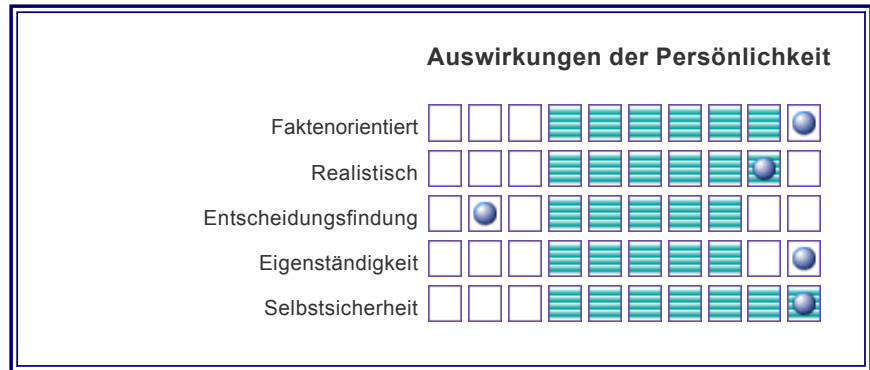 Auswirkungen der Persönlichkeit
Faktenorientiert
Realistisch
Entscheidungsfindung
Eigenständigkeit
Selbstsicherheit